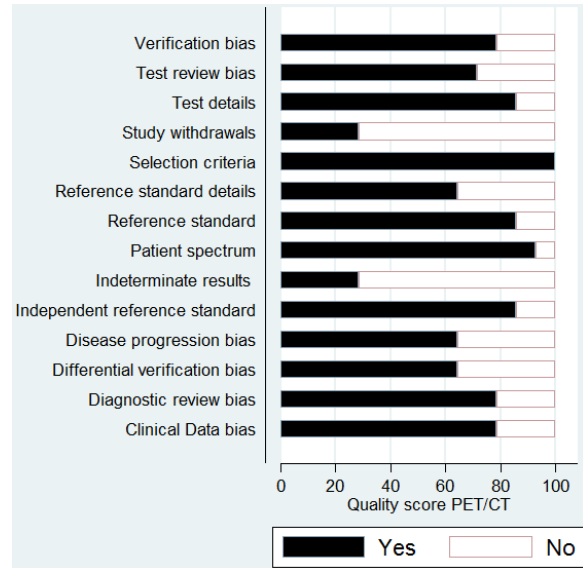 Verification bias
Test review bias
Test details
Study withdrawals
Selection criteria
Reference standard details
Reference standard
Patient spectrum
Indeterminate results
Independent reference standard
Disease progression bias
Differential verification bias
Diagnostic review bias
Clinical Data bias
0 20 40 60 80 100
Quality score PET/CT
Yes No